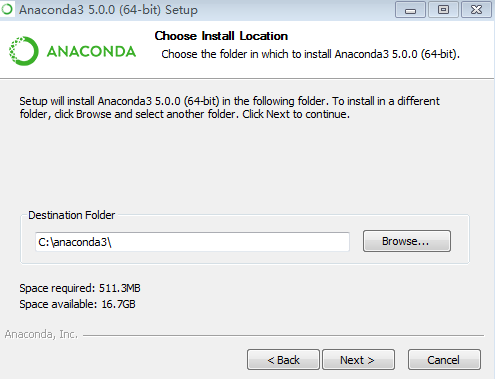 Anaconda3 5.0.0 (64-bit) Setup
ANACONDA
Choose Install Location
Choose the folder in which to install Anaconda3 5.0.0 (64-bit).
Setup will install Anaconda3 5.0.0 (64-bit) in the following folder. To install in a different
folder, click Browse and select another folder. Click Next to continue.
Destination Folder
C:\anaconda3\
Browse...
Space required: 511.3MB
Space available: 16.7GB
Anaconda, Inc.
< Back
Next >
Cancel